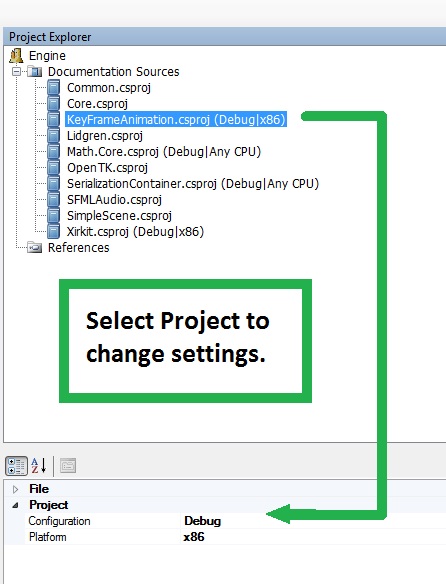 Project Explorer
Engine
Documentation Sources
Common.csproj
Core.csproj
KeyFrameAnimation.csproj (Debug|x86)
Lidgren.csproj
Math.Core.csproj (Debug|Any CPU)
OpenTK.csproj
SerializationContainer.csproj (Debug|Any CPU)
SFMLAudio.csproj
SimpleScene.csproj
Xirkit.csproj (Debug|x86)
References
Select Project to
change settings.
A
Z
File
Project
Configuration Debug
Platform x86